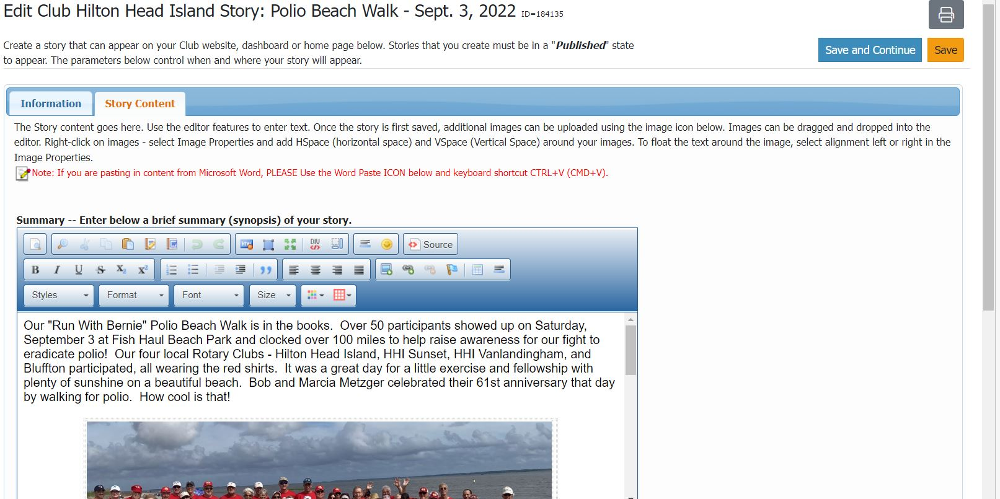 Edit Club Hilton Head Island Story: Polio Beach Walk - Sept. 3, 2022 ID=184135
Create a story that can appear on your Club website, dashboard or home page below. Stories that you create must be in a "Published" state
to appear. The parameters below control when and where your story will appear.
Save and Continue Save
Information Story Content
The Story content goes here. Use the editor features to enter text. Once the story is first saved, additional images can be uploaded using the image icon below. Images can be dragged and dropped into the
editor. Right-click on images - select Image Properties and add HSpace (horizontal space) and VSpace (Vertical Space) around your images. To float the text around the image, select alignment left or right in the
Image Properties.
Note: If you are pasting in content from Microsoft Word, PLEASE Use the Word Paste ICON below and keyboard shortcut CTRL+V (CMD+V).
Summary -- Enter below a brief summary (synopsis) of your story.
DIV Source
B I U S X₂ X²
Styles Format Font Size
Our "Run With Bernie" Polio Beach Walk is in the books. Over 50 participants showed up on Saturday,
September 3 at Fish Haul Beach Park and clocked over 100 miles to help raise awareness for our fight to
eradicate polio! Our four local Rotary Clubs - Hilton Head Island, HHI Sunset, HHI Vanlandingham, and
Bluffton participated, all wearing the red shirts. It was a great day for a little exercise and fellowship with
plenty of sunshine on a beautiful beach. Bob and Marcia Metzger celebrated their 61st anniversary that day
by walking for polio. How cool is that!